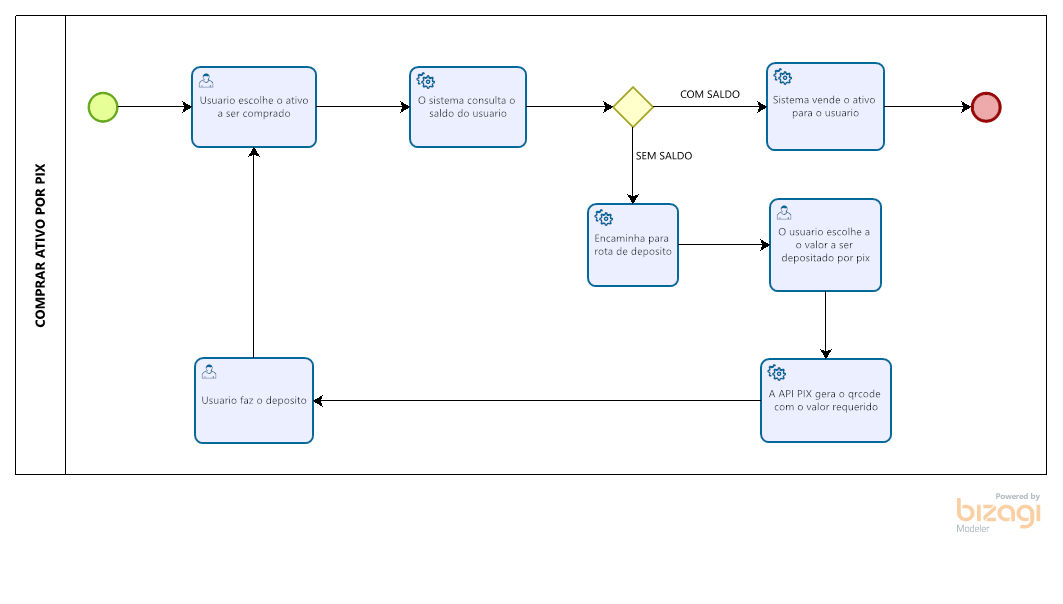 COMPRAR ATIVO POR PIX
Usuario escolhe o ativo
a ser comprado
O sistema consulta o
saldo do usuario
COM SALDO
Sistema vende o ativo
para o usuario
SEM SALDO
Encaminha para
rota de deposito
O usuario escolhe a
o valor a ser
depositado por pix
A API PIX gera o qrcode
com o valor requerido
Usuario faz o deposito
Powered by
bizagi
Modeler